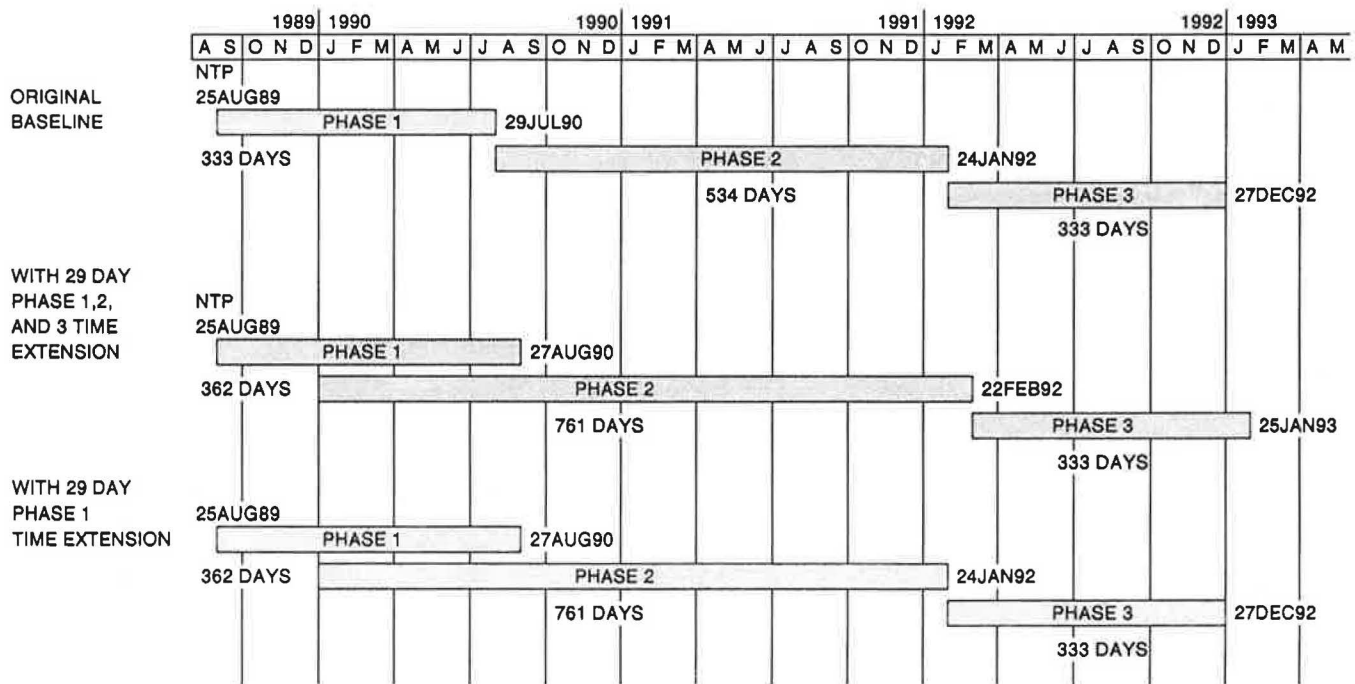 1989 1990 1990 1991 1991 1992 1992 1993
A S O N D J F M A M J J A S O N D J F M A M J J A S O N D J F M A M J J A S O N D J F M A M
NTP
ORIGINAL 25AUG89
BASELINE PHASE 1 29JUL90
333 DAYS PHASE 2 24JAN92
534 DAYS PHASE 3 27DEC92
333 DAYS
WITH 29 DAY
PHASE 1,2, NTP
AND 3 TIME 25AUG89
EXTENSION PHASE 1 27AUG90
362 DAYS PHASE 2 22FEB92
761 DAYS PHASE 3 25JAN93
333 DAYS
WITH 29 DAY
PHASE 1 25AUG89
TIME EXTENSION PHASE 1 27AUG90
362 DAYS PHASE 2 24JAN92
761 DAYS PHASE 3 27DEC92
333 DAYS